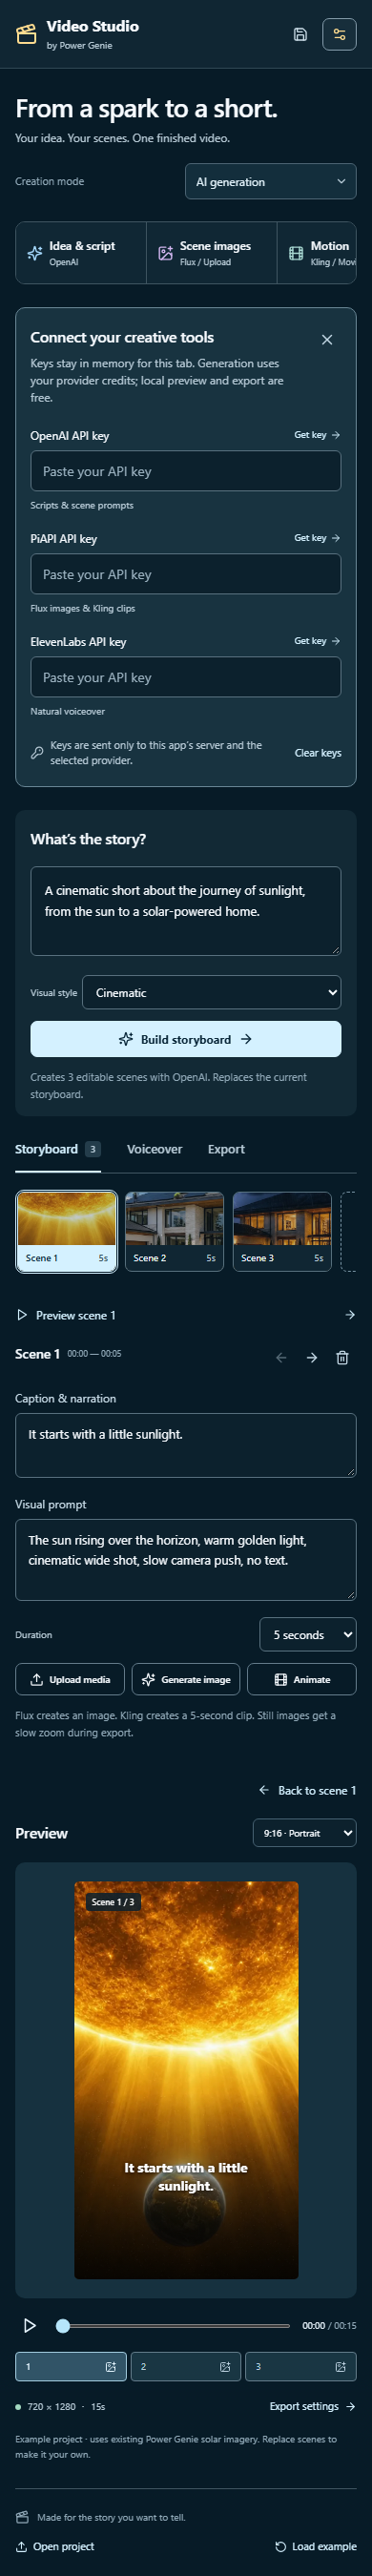 Video Studio
by Power Genie
From a spark to a short.
Your idea. Your scenes. One finished video.
Creation mode
AI generation
Idea & script
OpenAI
Scene images
Flux / Upload
Motion
Kling / Movi
Connect your creative tools
Keys stay in memory for this tab. Generation uses
your provider credits; local preview and export are
free.
OpenAI API key
Get key
Paste your API key
Scripts & scene prompts
PiAPI API key
Get key
Paste your API key
Flux images & Kling clips
ElevenLabs API key
Get key
Paste your API key
Natural voiceover
Keys are sent only to this app's server and the
selected provider.
Clear keys
What's the story?
A cinematic short about the journey of sunlight,
from the sun to a solar-powered home.
Visual style
Cinematic
Build storyboard
Creates 3 editable scenes with OpenAI. Replaces the current
storyboard.
Storyboard 3
Voiceover
Export
Scene 1 5s
Scene 2 5s
Scene 3 5s
Preview scene 1
Scene 1 00:00 — 00:05
Caption & narration
It starts with a little sunlight.
Visual prompt
The sun rising over the horizon, warm golden light,
cinematic wide shot, slow camera push, no text.
Duration
5 seconds
Upload media
Generate image
Animate
Flux creates an image. Kling creates a 5-second clip. Still images get a
slow zoom during export.
Back to scene 1
Preview
9:16 · Portrait
Scene 1 / 3
It starts with a little
sunlight.
00:00 / 00:15
1
2
3
720 × 1280 · 15s
Export settings
Example project · uses existing Power Genie solar imagery. Replace scenes to
make it your own.
Made for the story you want to tell.
Open project
Load example